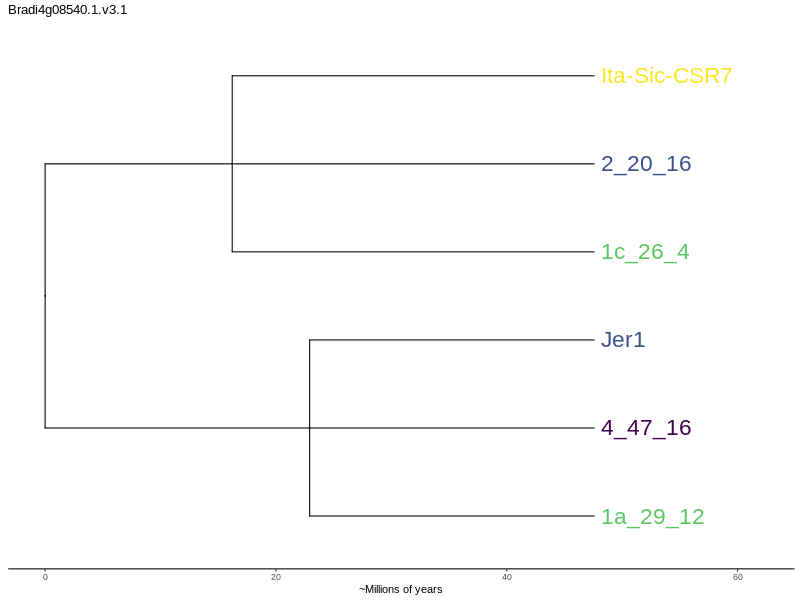 Bradi4g08540.1.v3.1
Ita-Sic-CSR7
2_20_16
1c_26_4
Jer1
4_47_16
1a_29_12
0 20 40 60
~Millions of years